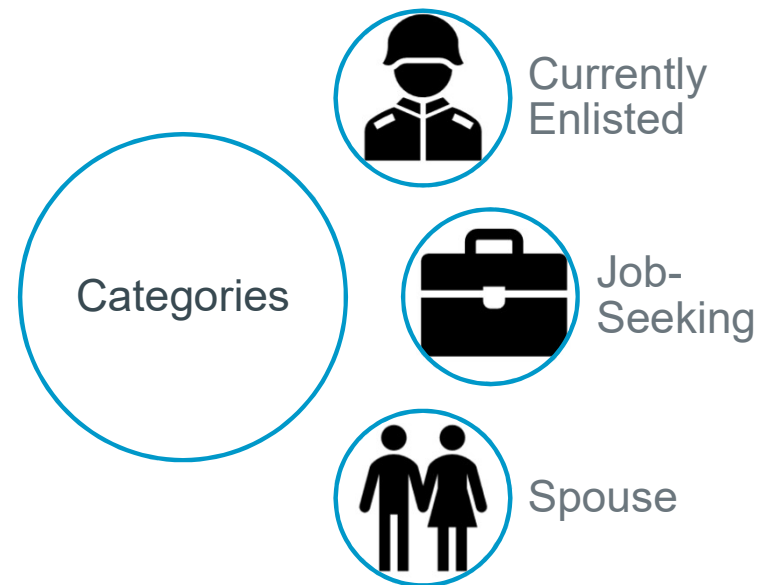 Currently
Enlisted
Categories
Job-
Seeking
Spouse